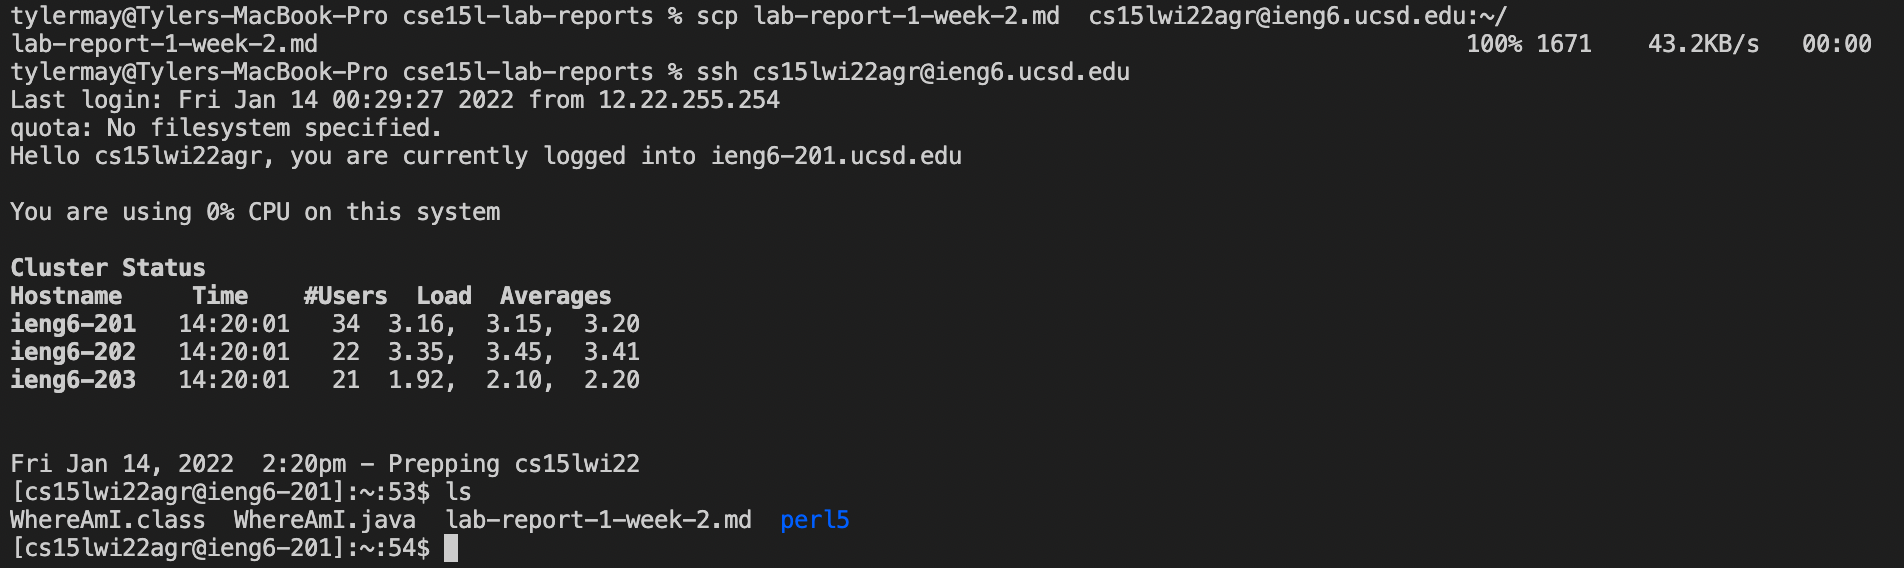 tylermay@Tylers-MacBook-Pro cse15l-lab-reports % scp lab-report-1-week-2.md  cs15lwi22agr@ieng6.ucsd.edu:~/
lab-report-1-week-2.md                                                                                  100% 1671    43.2KB/s   00:00
tylermay@Tylers-MacBook-Pro cse15l-lab-reports % ssh cs15lwi22agr@ieng6.ucsd.edu
Last login: Fri Jan 14 00:29:27 2022 from 12.22.255.254
quota: No filesystem specified.
Hello cs15lwi22agr, you are currently logged into ieng6-201.ucsd.edu
You are using 0% CPU on this system
Cluster Status
Hostname     Time    #Users  Load  Averages
ieng6-201   14:20:01   34  3.16,  3.15,  3.20
ieng6-202   14:20:01   22  3.35,  3.45,  3.41
ieng6-203   14:20:01   21  1.92,  2.10,  2.20
Fri Jan 14, 2022  2:20pm - Prepping cs15lwi22
[cs15lwi22agr@ieng6-201]:~:53$ ls
WhereAmI.class  WhereAmI.java  lab-report-1-week-2.md  perl5
[cs15lwi22agr@ieng6-201]:~:54$